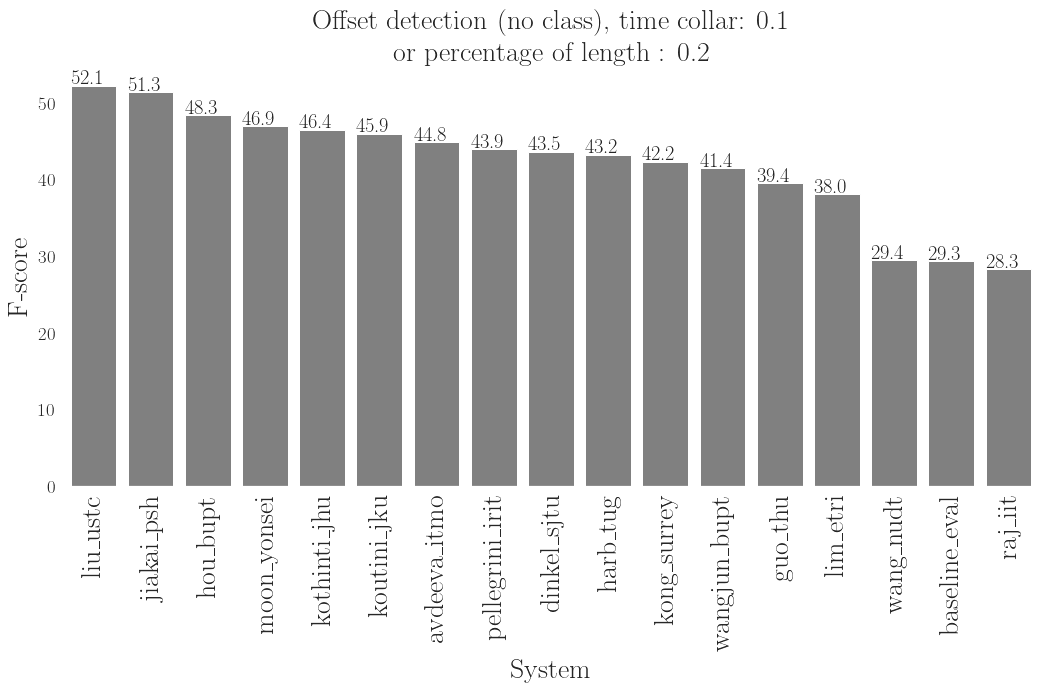 Offset detection (no class), time collar: 0.1
or percentage of length : 0.2
52.1
51.3
48.3
46.9
46.4
45.9
44.8
43.9
43.5
43.2
42.2
41.4
39.4
38.0
29.4
29.3
28.3
50
40
30
20
10
0
F-score
liu_ustc
jiakai_psh
hou_bupt
moon_yonsei
kothinti_jhu
koutini_jku
avdeeva_itmo
pellegrini_irit
dinkel_sjtu
harb_tug
kong_surrey
wangjun_bupt
guo_thu
lim_etri
wang_nudt
baseline_eval
raj_iit
System